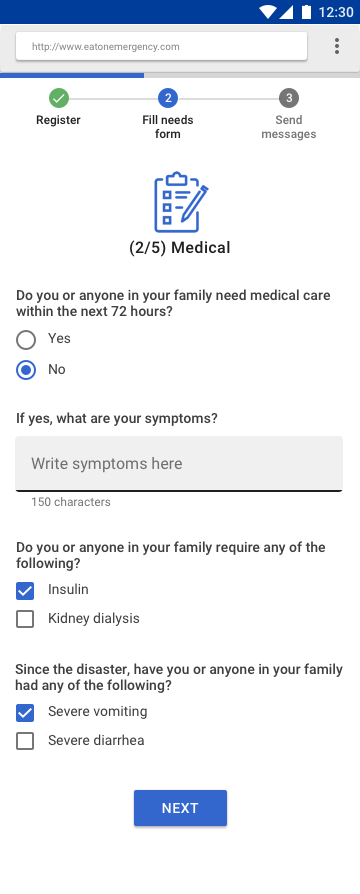 12:30
http://www.eatonemergency.com
2
3
Register
Fill needs
form
Send
messages
(2/5) Medical
Do you or anyone in your family need medical care
within the next 72 hours?
Yes
No
If yes, what are your symptoms?
Write symptoms here
150 characters
Do you or anyone in your family require any of the
following?
Insulin
Kidney dialysis
Since the disaster, have you or anyone in your family
had any of the following?
Severe vomiting
Severe diarrhea
NEXT